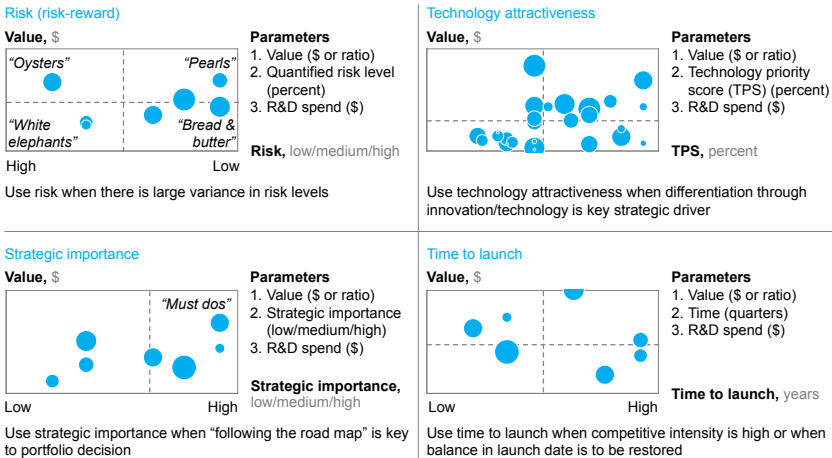 Risk (risk-reward)
Value, $
“Oysters”
“Pearls”
“White
elephants”
“Bread &
butter”
High
Low
Parameters
1. Value ($ or ratio)
2. Quantified risk level
(percent)
3. R&D spend ($)
Risk, low/medium/high
Use risk when there is large variance in risk levels
Technology attractiveness
Value, $
Parameters
1. Value ($ or ratio)
2. Technology priority
score (TPS) (percent)
3. R&D spend ($)
TPS, percent
Use technology attractiveness when differentiation through
innovation/technology is key strategic driver
Strategic importance
Value, $
“Must dos”
Low
High
Parameters
1. Value ($ or ratio)
2. Strategic importance
(low/medium/high)
3. R&D spend ($)
Strategic importance,
low/medium/high
Use strategic importance when “following the road map” is key
to portfolio decision
Time to launch
Value, $
Low
High
Parameters
1. Value ($ or ratio)
2. Time (quarters)
3. R&D spend ($)
Time to launch, years
Use time to launch when competitive intensity is high or when
balance in launch date is to be restored